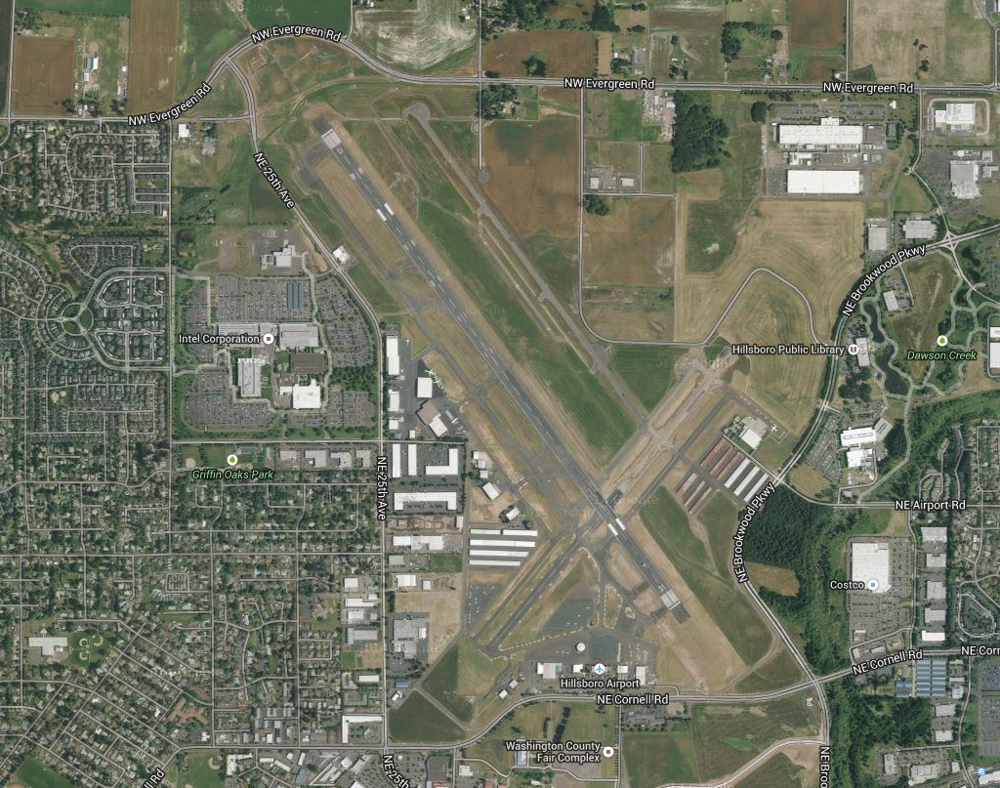 NW Evergreen Rd
NW Evergreen Rd
NW Evergreen Rd
NW Evergreen Rd
NE 25th Ave
NE Brookwood Pkwy
Intel Corporation
Hillsboro Public Library
Dawson Creek
Griffin Oaks Park
NE 25th Ave
NE Brookwood Pkwy
NE Airport Rd
Costco
NE Cornell Rd
NE Corn
Hillsboro Airport
NE Cornell Rd
Washington County
Fair Complex
ll Rd
NE 25th
NE Broo